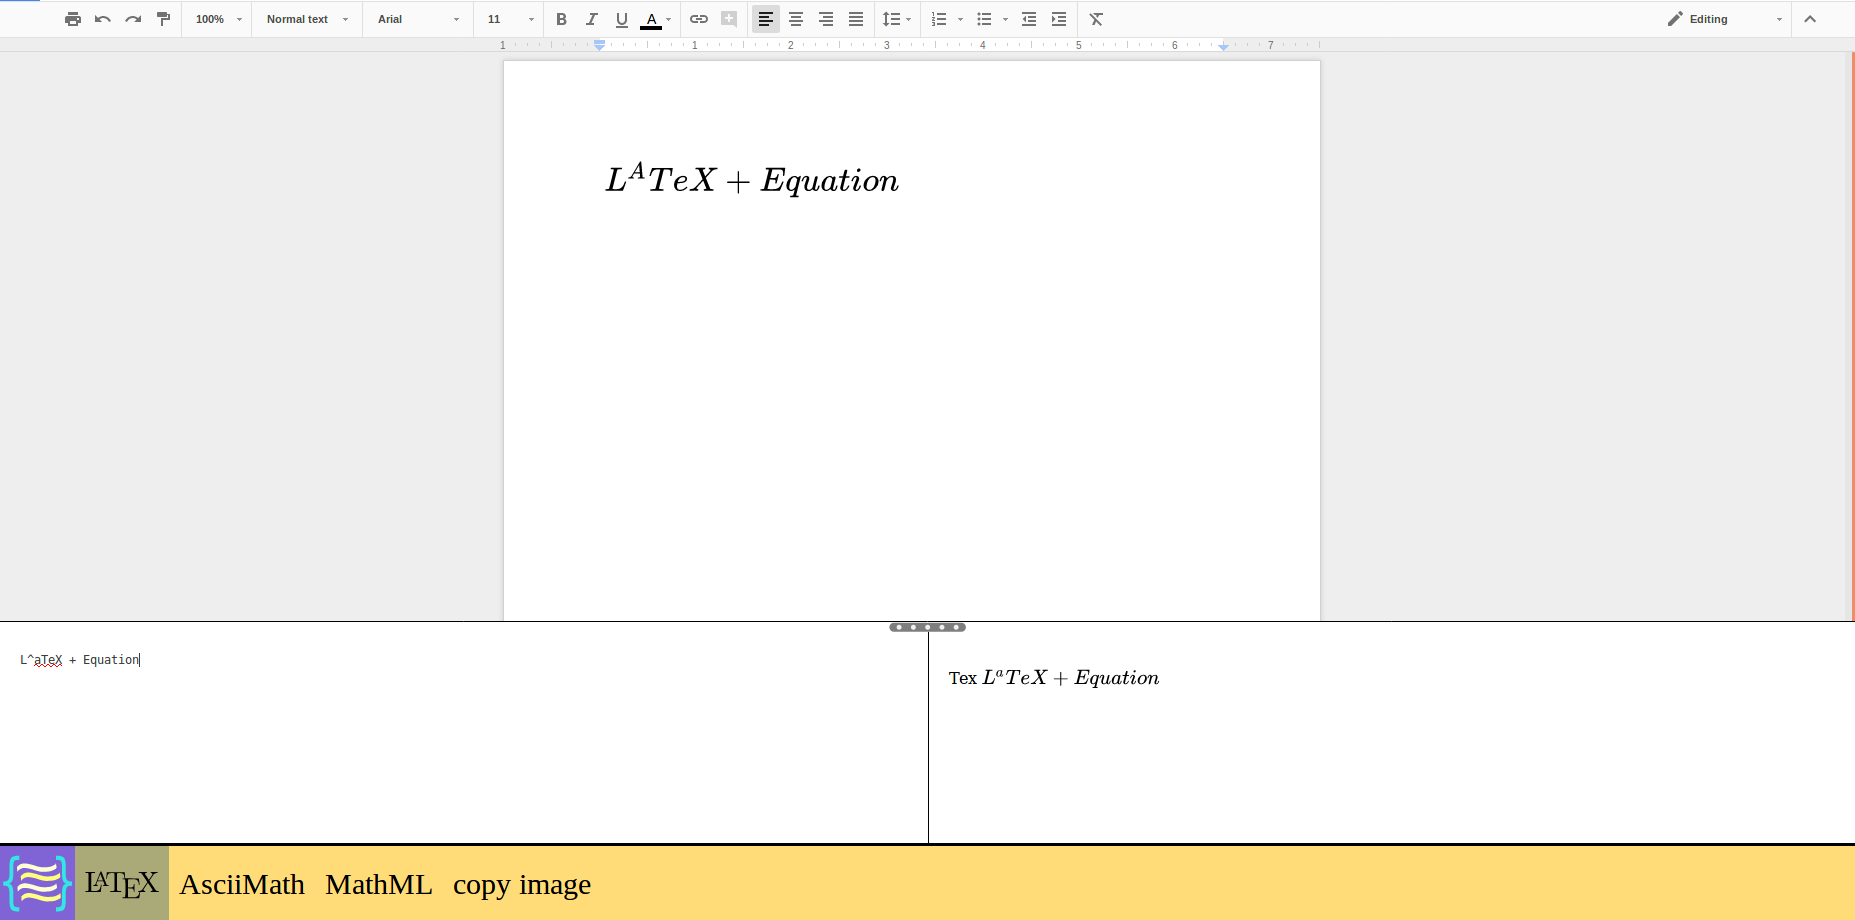 100% Normal text Arial 11 B I U A Editing
1 1 2 3 4 5 6 7
L^A TeX + Equation
L^aTeX + Equation
Tex L^a TeX + Equation
LATEX AsciiMath MathML copy image